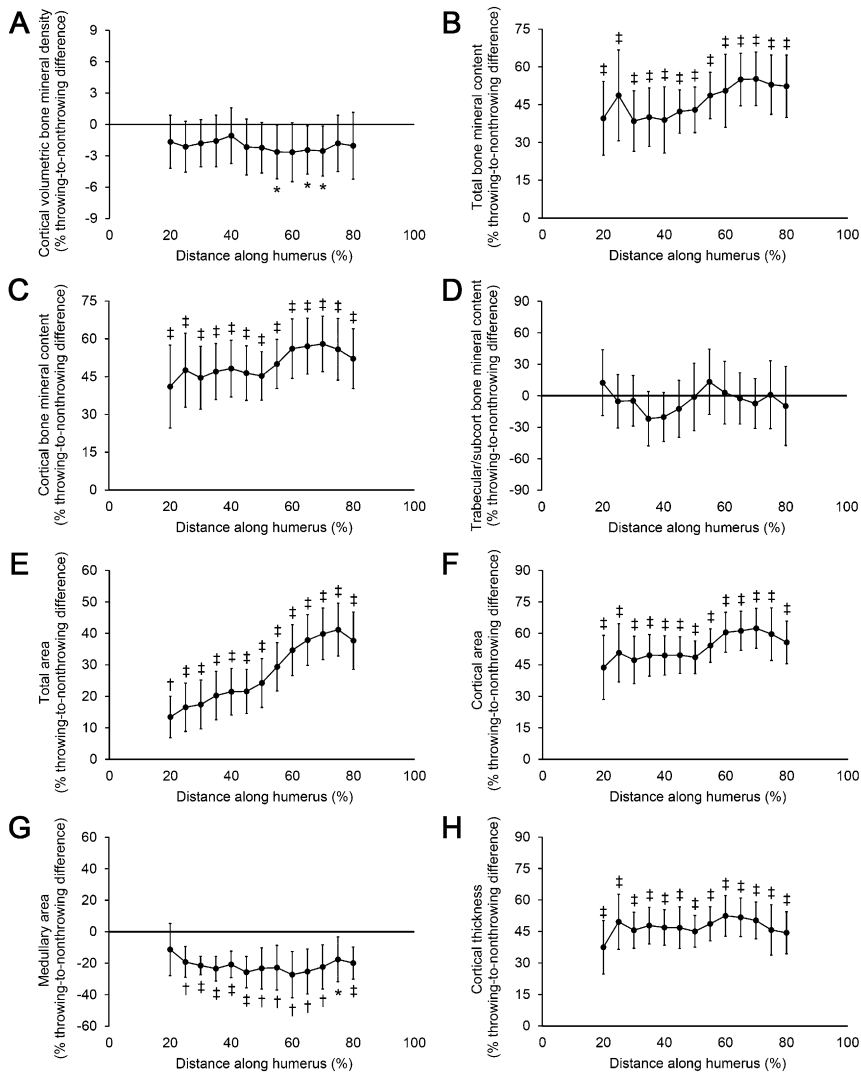 A
Cortical volumetric bone mineral density
(% throwing-to-nonthrowing difference)
9
6
3
0
-3
-6
-9
* * *
0 20 40 60 80 100
Distance along humerus (%)
B
Total bone mineral content
(% throwing-to-nonthrowing difference)
75
60
45
30
15
0
‡ ‡ ‡ ‡ ‡ ‡ ‡ ‡ ‡ ‡ ‡ ‡ ‡
0 20 40 60 80 100
Distance along humerus (%)
C
Cortical bone mineral content
(% throwing-to-nonthrowing difference)
75
60
45
30
15
0
‡ ‡ ‡ ‡ ‡ ‡ ‡ ‡ ‡ ‡ ‡ ‡ ‡
0 20 40 60 80 100
Distance along humerus (%)
D
Trabecular/subcort bone mineral content
(% throwing-to-nonthrowing difference)
90
60
30
0
-30
-60
-90
0 20 40 60 80 100
Distance along humerus (%)
E
Total area
(% throwing-to-nonthrowing difference)
60
50
40
30
20
10
0
† ‡ ‡ ‡ ‡ ‡ ‡ ‡ ‡ ‡ ‡ ‡ ‡
0 20 40 60 80 100
Distance along humerus (%)
F
Cortical area
(% throwing-to-nonthrowing difference)
90
75
60
45
30
15
0
‡ ‡ ‡ ‡ ‡ ‡ ‡ ‡ ‡ ‡ ‡ ‡ ‡
0 20 40 60 80 100
Distance along humerus (%)
G
Medullary area
(% throwing-to-nonthrowing difference)
60
40
20
0
-20
-40
-60
† ‡ ‡ ‡ ‡ † † † † † * ‡
0 20 40 60 80 100
Distance along humerus (%)
H
Cortical thickness
(% throwing-to-nonthrowing difference)
90
75
60
45
30
15
0
‡ ‡ ‡ ‡ ‡ ‡ ‡ ‡ ‡ ‡ ‡ ‡ ‡
0 20 40 60 80 100
Distance along humerus (%)